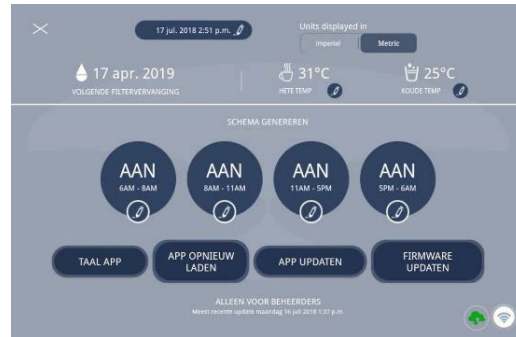 17 jul. 2018 2:51 p.m.
Units displayed in
Imperial Metric
17 apr. 2019
VOLGENDE FILTERVERVANGING
31°C
HETE TEMP
25°C
KOUDE TEMP
SCHEMA GENEREREN
AAN
6AM - 8AM
AAN
8AM - 11AM
AAN
11AM - 5PM
AAN
5PM - 6AM
TAAL APP
APP OPNIEUW
LADEN
APP UPDATEN
FIRMWARE
UPDATEN
ALLEEN VOOR BEHEERDERS
Meest recente update maandag 16 juli 2018 1:37 p.m.